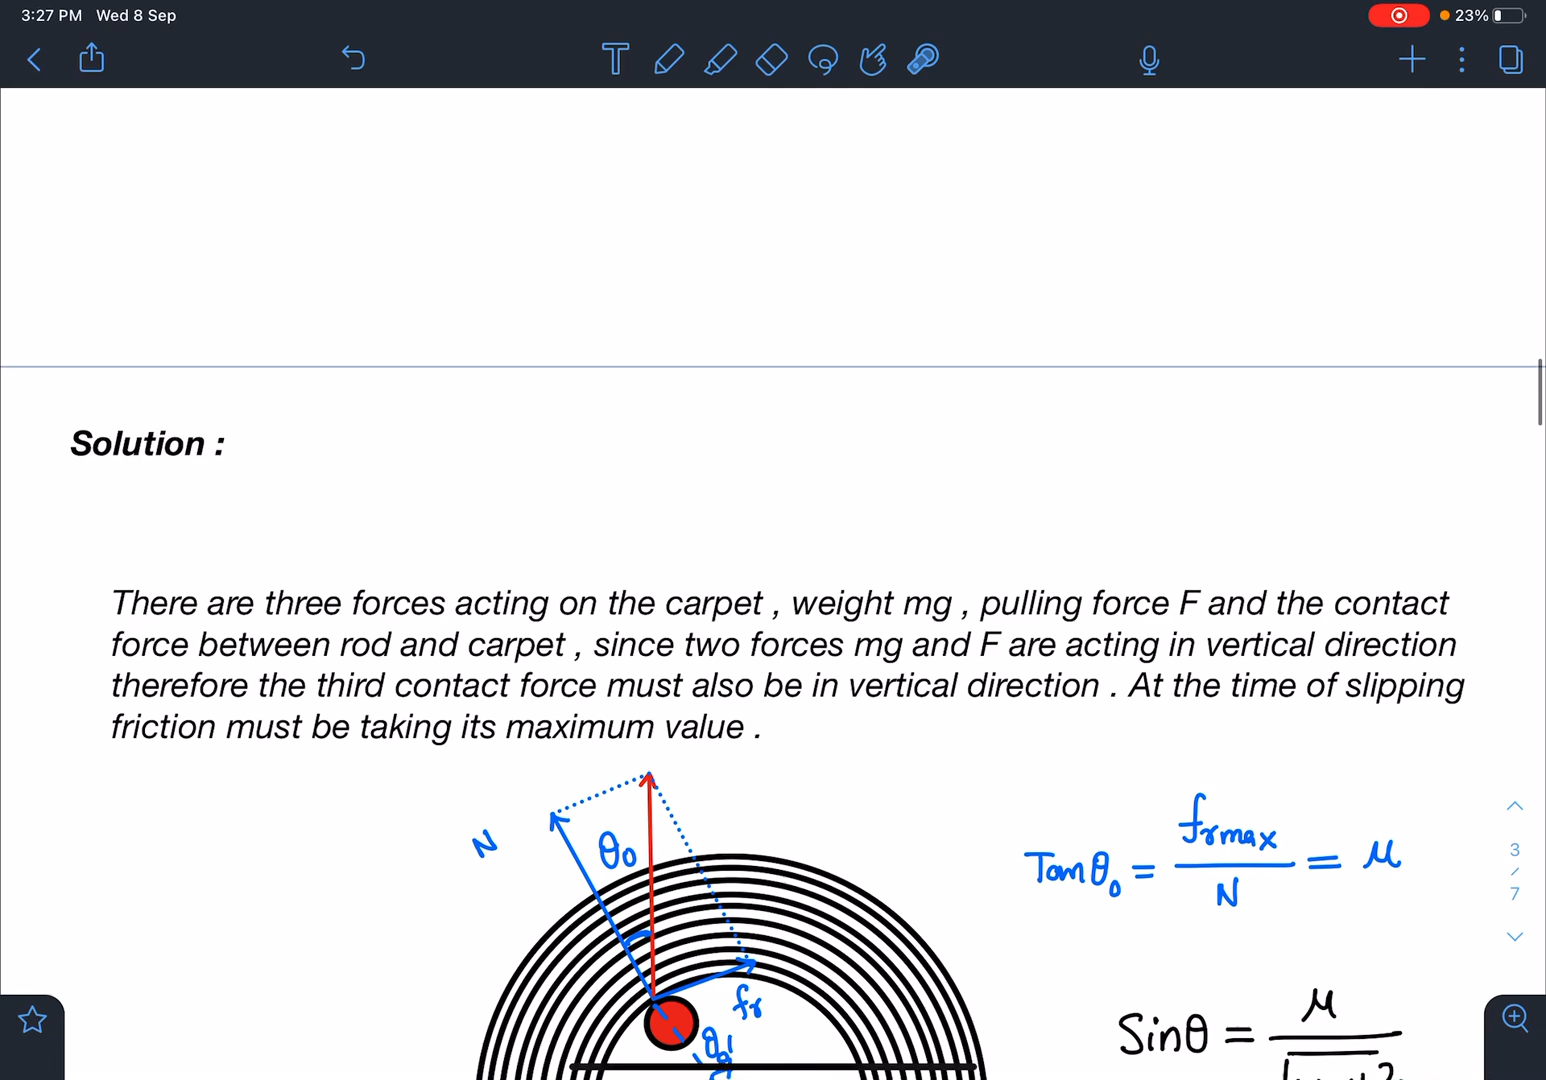 3:27 PM Wed 8 Sep
23%
Solution :
There are three forces acting on the carpet , weight mg , pulling force F and the contact
force between rod and carpet , since two forces mg and F are acting in vertical direction
therefore the third contact force must also be in vertical direction . At the time of slipping
friction must be taking its maximum value .
N
θ₀
fr
θ₀
Tanθ₀ = frmax / N = μ
Sinθ = μ
3
/
7